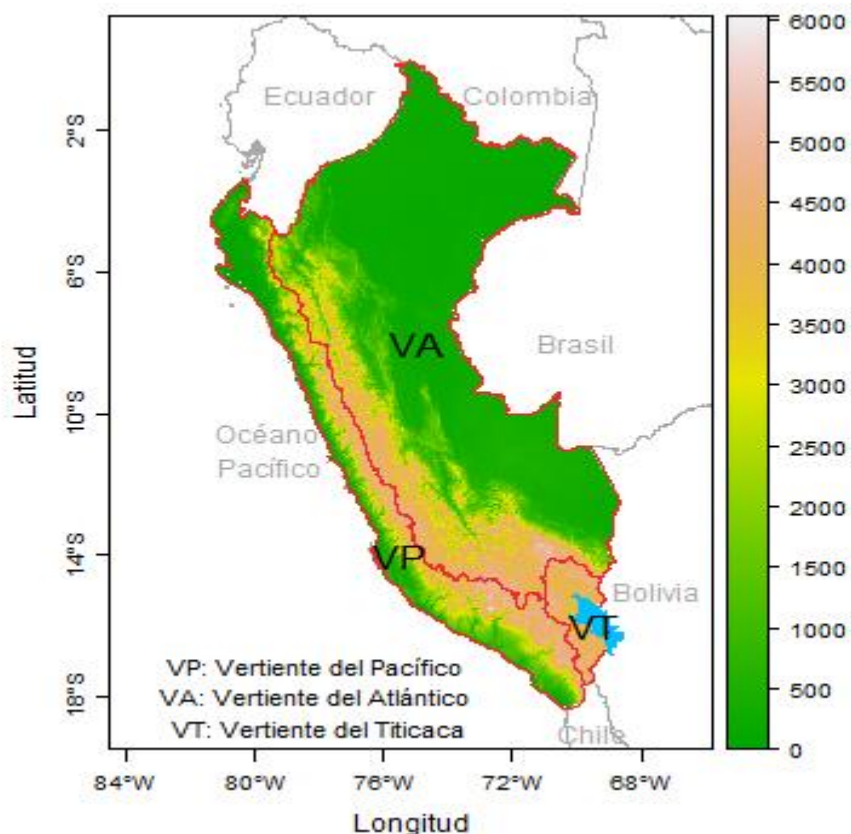 Ecuador
Colombia
Brasil
Océano
Pacífico
Bolivia
Chile
VA
VP
VT
VP: Vertiente del Pacífico
VA: Vertiente del Atlántico
VT: Vertiente del Titicaca
Latitud
2°S
6°S
10°S
14°S
18°S
84°W
80°W
76°W
72°W
68°W
Longitud
6000
5500
5000
4500
4000
3500
3000
2500
2000
1500
1000
500
0